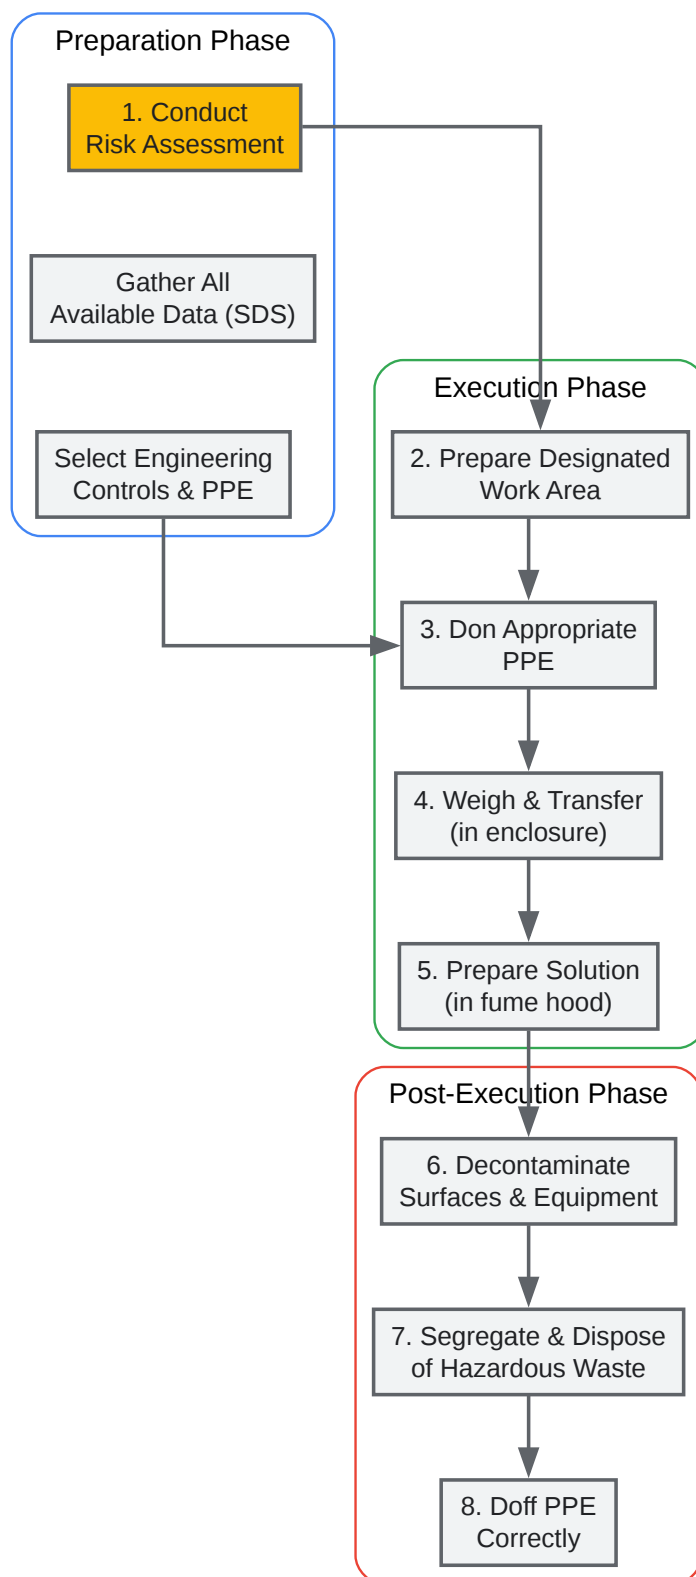 Preparation Phase
1. Conduct
Risk Assessment
Gather All
Available Data (SDS)
Select Engineering
Controls & PPE
Execution Phase
2. Prepare Designated
Work Area
3. Don Appropriate
PPE
4. Weigh & Transfer
(in enclosure)
5. Prepare Solution
(in fume hood)
Post-Execution Phase
6. Decontaminate
Surfaces & Equipment
7. Segregate & Dispose
of Hazardous Waste
8. Doff PPE
Correctly